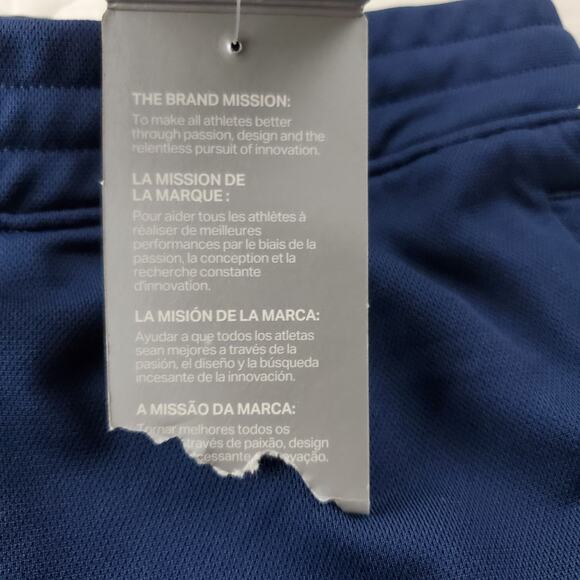 THE BRAND MISSION:
To make all athletes better
through passion, design and the
relentless pursuit of innovation.
LA MISSION DE
LA MARQUE :
Pour aider tous les athlètes à
réaliser de meilleures
performances par le biais de la
passion, la conception et la
recherche constante
d'innovation.
LA MISIÓN DE LA MARCA:
Ayudar a que todos los atletas
sean mejores a través de la
pasión, el diseño y la búsqueda
incesante de la innovación.
A MISSÃO DA MARCA:
Tornar melhores todos os
través de paixão, design
cessante
ovação.